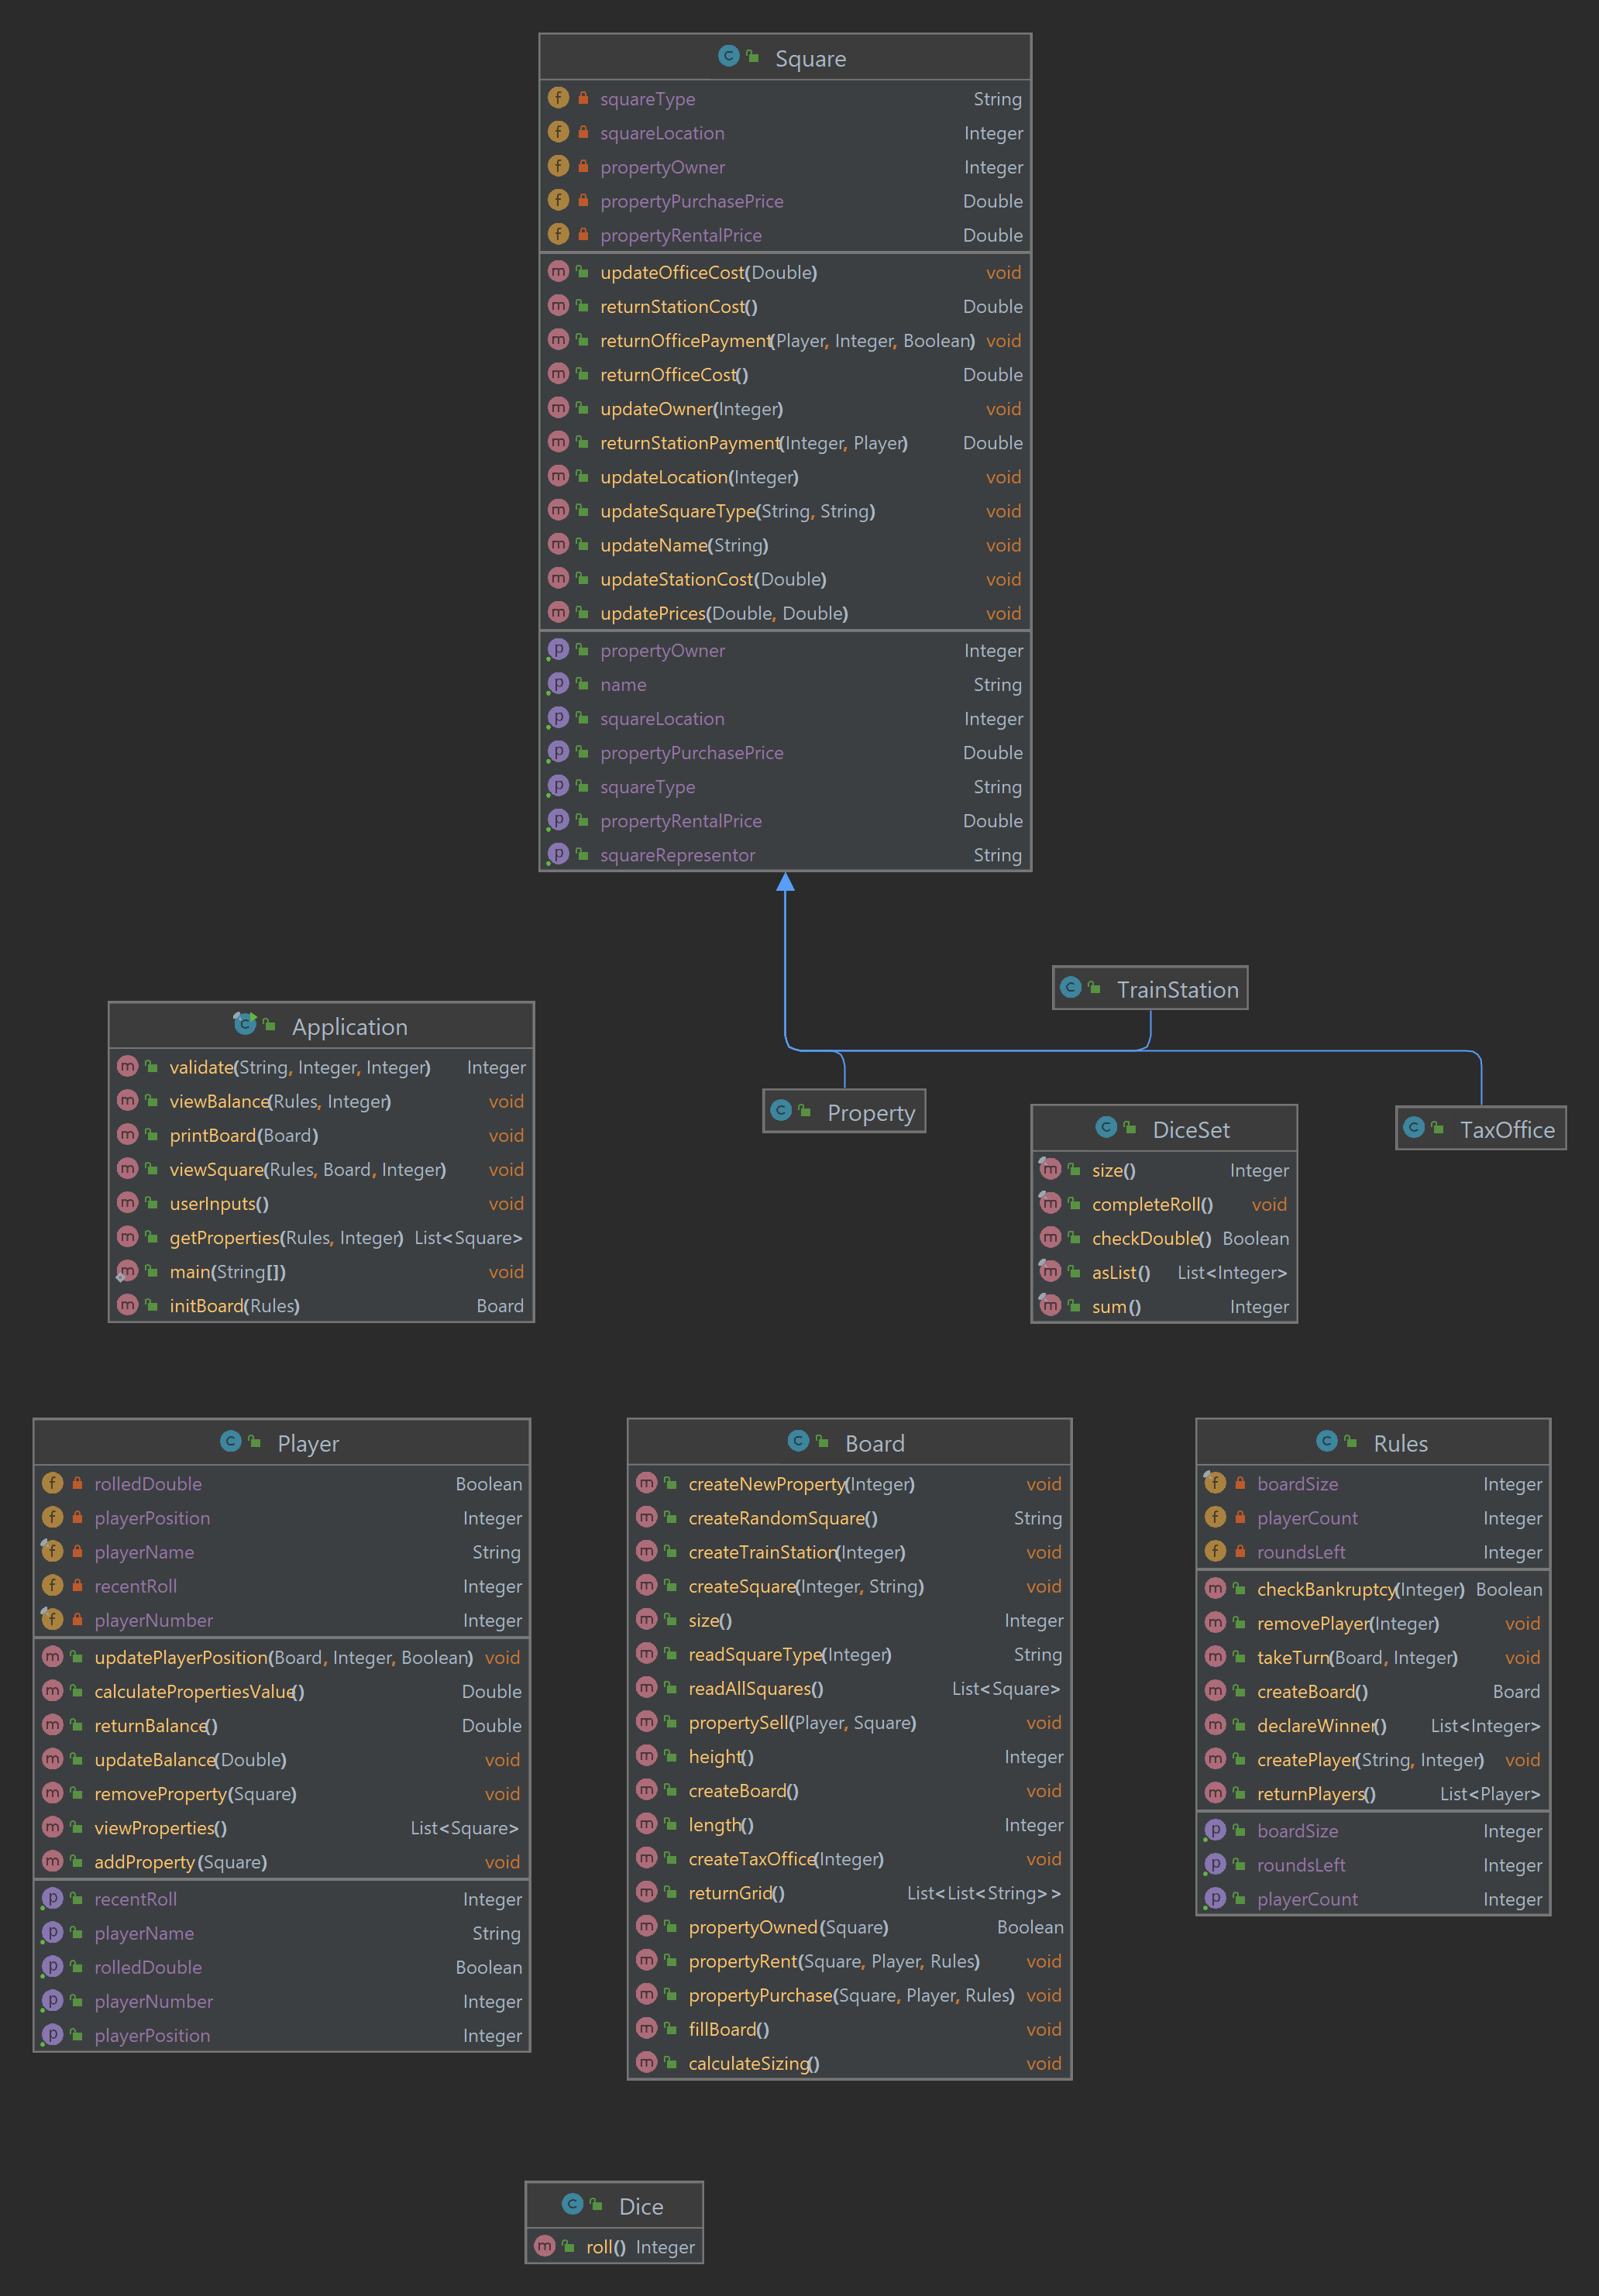 Square
squareType String
squareLocation Integer
propertyOwner Integer
propertyPurchasePrice Double
propertyRentalPrice Double
updateOfficeCost(Double) void
returnStationCost() Double
returnOfficePayment(Player, Integer, Boolean) void
returnOfficeCost() Double
updateOwner(Integer) void
returnStationPayment(Integer, Player) Double
updateLocation(Integer) void
updateSquareType(String, String) void
updateName(String) void
updateStationCost(Double) void
updatePrices(Double, Double) void
propertyOwner Integer
name String
squareLocation Integer
propertyPurchasePrice Double
squareType String
propertyRentalPrice Double
squareRepresentor String
TrainStation
Property
TaxOffice
Application
validate(String, Integer, Integer) Integer
viewBalance(Rules, Integer) void
printBoard(Board) void
viewSquare(Rules, Board, Integer) void
userInputs() void
getProperties(Rules, Integer) List<Square>
main(String[]) void
initBoard(Rules) Board
DiceSet
size() Integer
completeRoll() void
checkDouble() Boolean
asList() List<Integer>
sum() Integer
Player
rolledDouble Boolean
playerPosition Integer
playerName String
recentRoll Integer
playerNumber Integer
updatePlayerPosition(Board, Integer, Boolean) void
calculatePropertiesValue() Double
returnBalance() Double
updateBalance(Double) void
removeProperty(Square) void
viewProperties() List<Square>
addProperty(Square) void
recentRoll Integer
playerName String
rolledDouble Boolean
playerNumber Integer
playerPosition Integer
Board
createNewProperty(Integer) void
createRandomSquare() String
createTrainStation(Integer) void
createSquare(Integer, String) void
size() Integer
readSquareType(Integer) String
readAllSquares() List<Square>
propertySell(Player, Square) void
height() Integer
createBoard() void
length() Integer
createTaxOffice(Integer) void
returnGrid() List<List<String>>
propertyOwned(Square) Boolean
propertyRent(Square, Player, Rules) void
propertyPurchase(Square, Player, Rules) void
fillBoard() void
calculateSizing() void
Rules
boardSize Integer
playerCount Integer
roundsLeft Integer
checkBankruptcy(Integer) Boolean
removePlayer(Integer) void
takeTurn(Board, Integer) void
createBoard() Board
declareWinner() List<Integer>
createPlayer(String, Integer) void
returnPlayers() List<Player>
boardSize Integer
roundsLeft Integer
playerCount Integer
Dice
roll() Integer